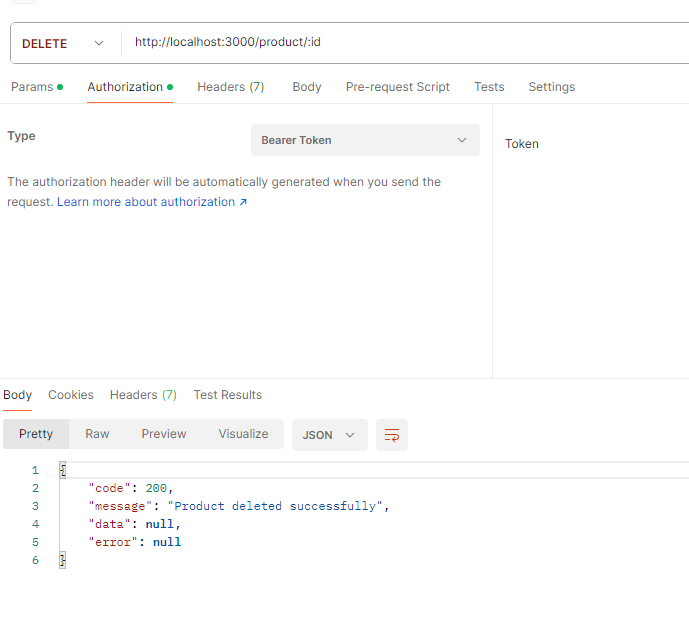 DELETE http://localhost:3000/product/:id
Params Authorization Headers (7) Body Pre-request Script Tests Settings
Type Bearer Token Token
The authorization header will be automatically generated when you send the
request. Learn more about authorization ↗
Body Cookies Headers (7) Test Results
Pretty Raw Preview Visualize JSON
1 {
2 "code": 200,
3 "message": "Product deleted successfully",
4 "data": null,
5 "error": null
6 }